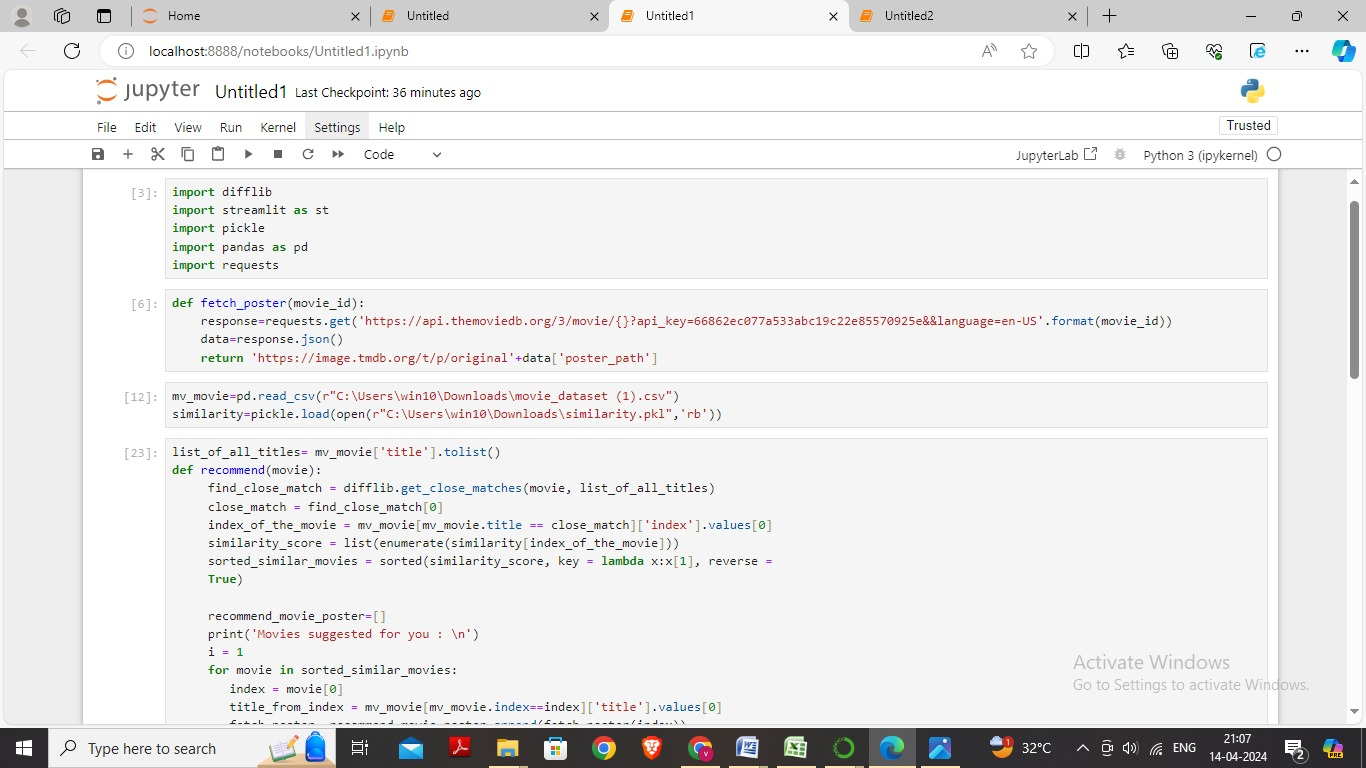 Home
Untitled
Untitled1
Untitled2
localhost:8888/notebooks/Untitled1.ipynb
jupyter Untitled1 Last Checkpoint: 36 minutes ago
File Edit View Run Kernel Settings Help
Trusted
Code
JupyterLab
Python 3 (ipykernel)
[3]:
import difflib
import streamlit as st
import pickle
import pandas as pd
import requests
[6]:
def fetch_poster(movie_id):
response=requests.get('https://api.themoviedb.org/3/movie/{}?api_key=66862ec077a533abc19c22e85570925e&&language=en-US'.format(movie_id))
data=response.json()
return 'https://image.tmdb.org/t/p/original'+data['poster_path']
[12]:
mv_movie=pd.read_csv(r"C:\Users\win10\Downloads\movie_dataset (1).csv")
similarity=pickle.load(open(r"C:\Users\win10\Downloads\similarity.pkl",'rb'))
[23]:
list_of_all_titles= mv_movie['title'].tolist()
def recommend(movie):
find_close_match = difflib.get_close_matches(movie, list_of_all_titles)
close_match = find_close_match[0]
index_of_the_movie = mv_movie[mv_movie.title == close_match]['index'].values[0]
similarity_score = list(enumerate(similarity[index_of_the_movie]))
sorted_similar_movies = sorted(similarity_score, key = lambda x:x[1], reverse =
True)
recommend_movie_poster=[]
print('Movies suggested for you : \n')
i = 1
for movie in sorted_similar_movies:
index = movie[0]
title_from_index = mv_movie[mv_movie.index==index]['title'].values[0]
Activate Windows
Go to Settings to activate Windows.
Type here to search
32°C
ENG
21:07
14-04-2024
2